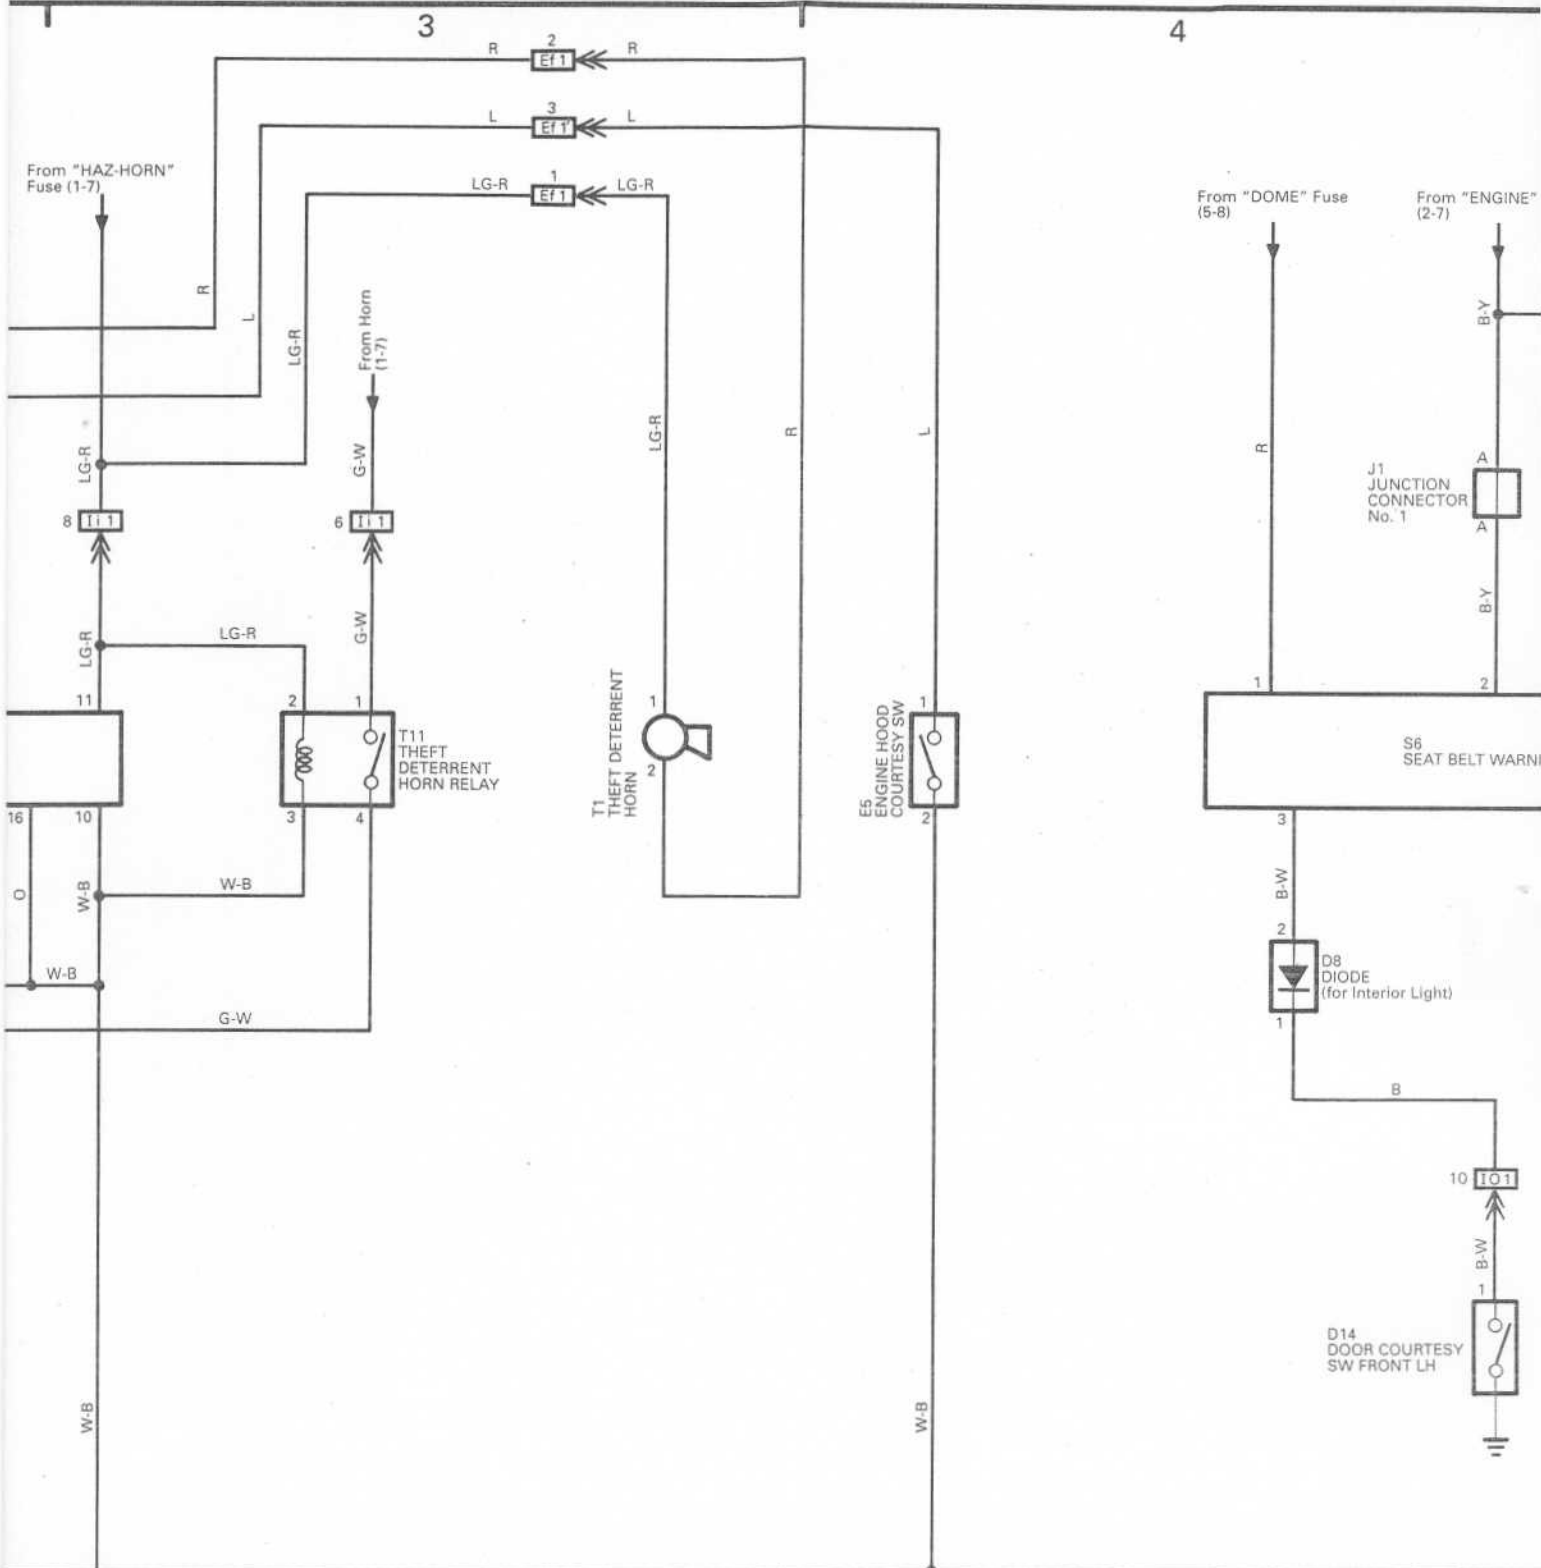 3
4
R
2
Ef 1
R
L
3
Ef 1
L
LG-R
1
Ef 1
LG-R
From "HAZ-HORN"
Fuse (1-7)
From "DOME" Fuse
(5-8)
From "ENGINE"
(2-7)
R
L
LG-R
From Horn
(1-7)
B-Y
LG-R
G-W
LG-R
R
L
R
A
J1
JUNCTION
CONNECTOR
No. 1
A
8
Ii 1
6
Ii 1
LG-R
LG-R
G-W
B-Y
11
2
1
1
1
1
2
T11
THEFT
DETERRENT
HORN RELAY
T1
THEFT DETERRENT
HORN
2
E5
ENGINE HOOD
COURTESY SW
S6
SEAT BELT WARNI
16
10
3
4
2
3
O
W-B
W-B
B-W
W-B
G-W
2
D8
DIODE
(for Interior Light)
1
B
10
IO1
B-W
1
D14
DOOR COURTESY
SW FRONT LH
W-B
W-B